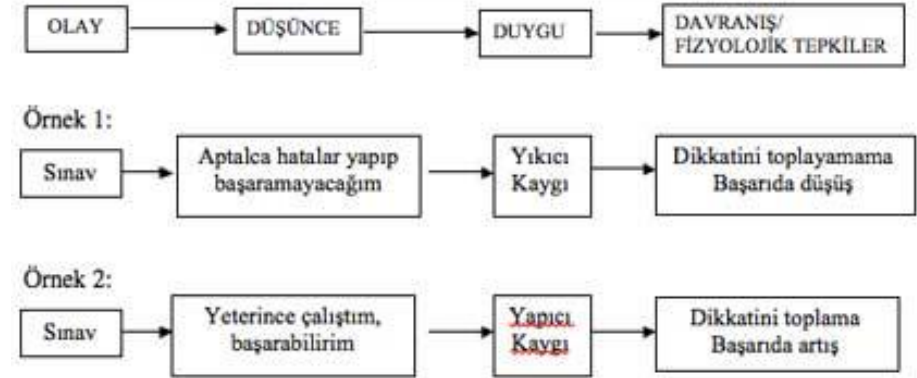 OLAY
DÜŞÜNCE
DUYGU
DAVRANIŞ/
FİZYOLOJİK TEPKİLER
Örnek 1:
Sınav
Aptalca hatalar yapıp
başaramayacağım
Yıkıcı
Kaygı
Dikkatini toplayamama
Başarıda düşüş
Örnek 2:
Sınav
Yeterince çalıştım,
başarabilirim
Yapıcı
Kaygı
Dikkatini toplama
Başarıda artış